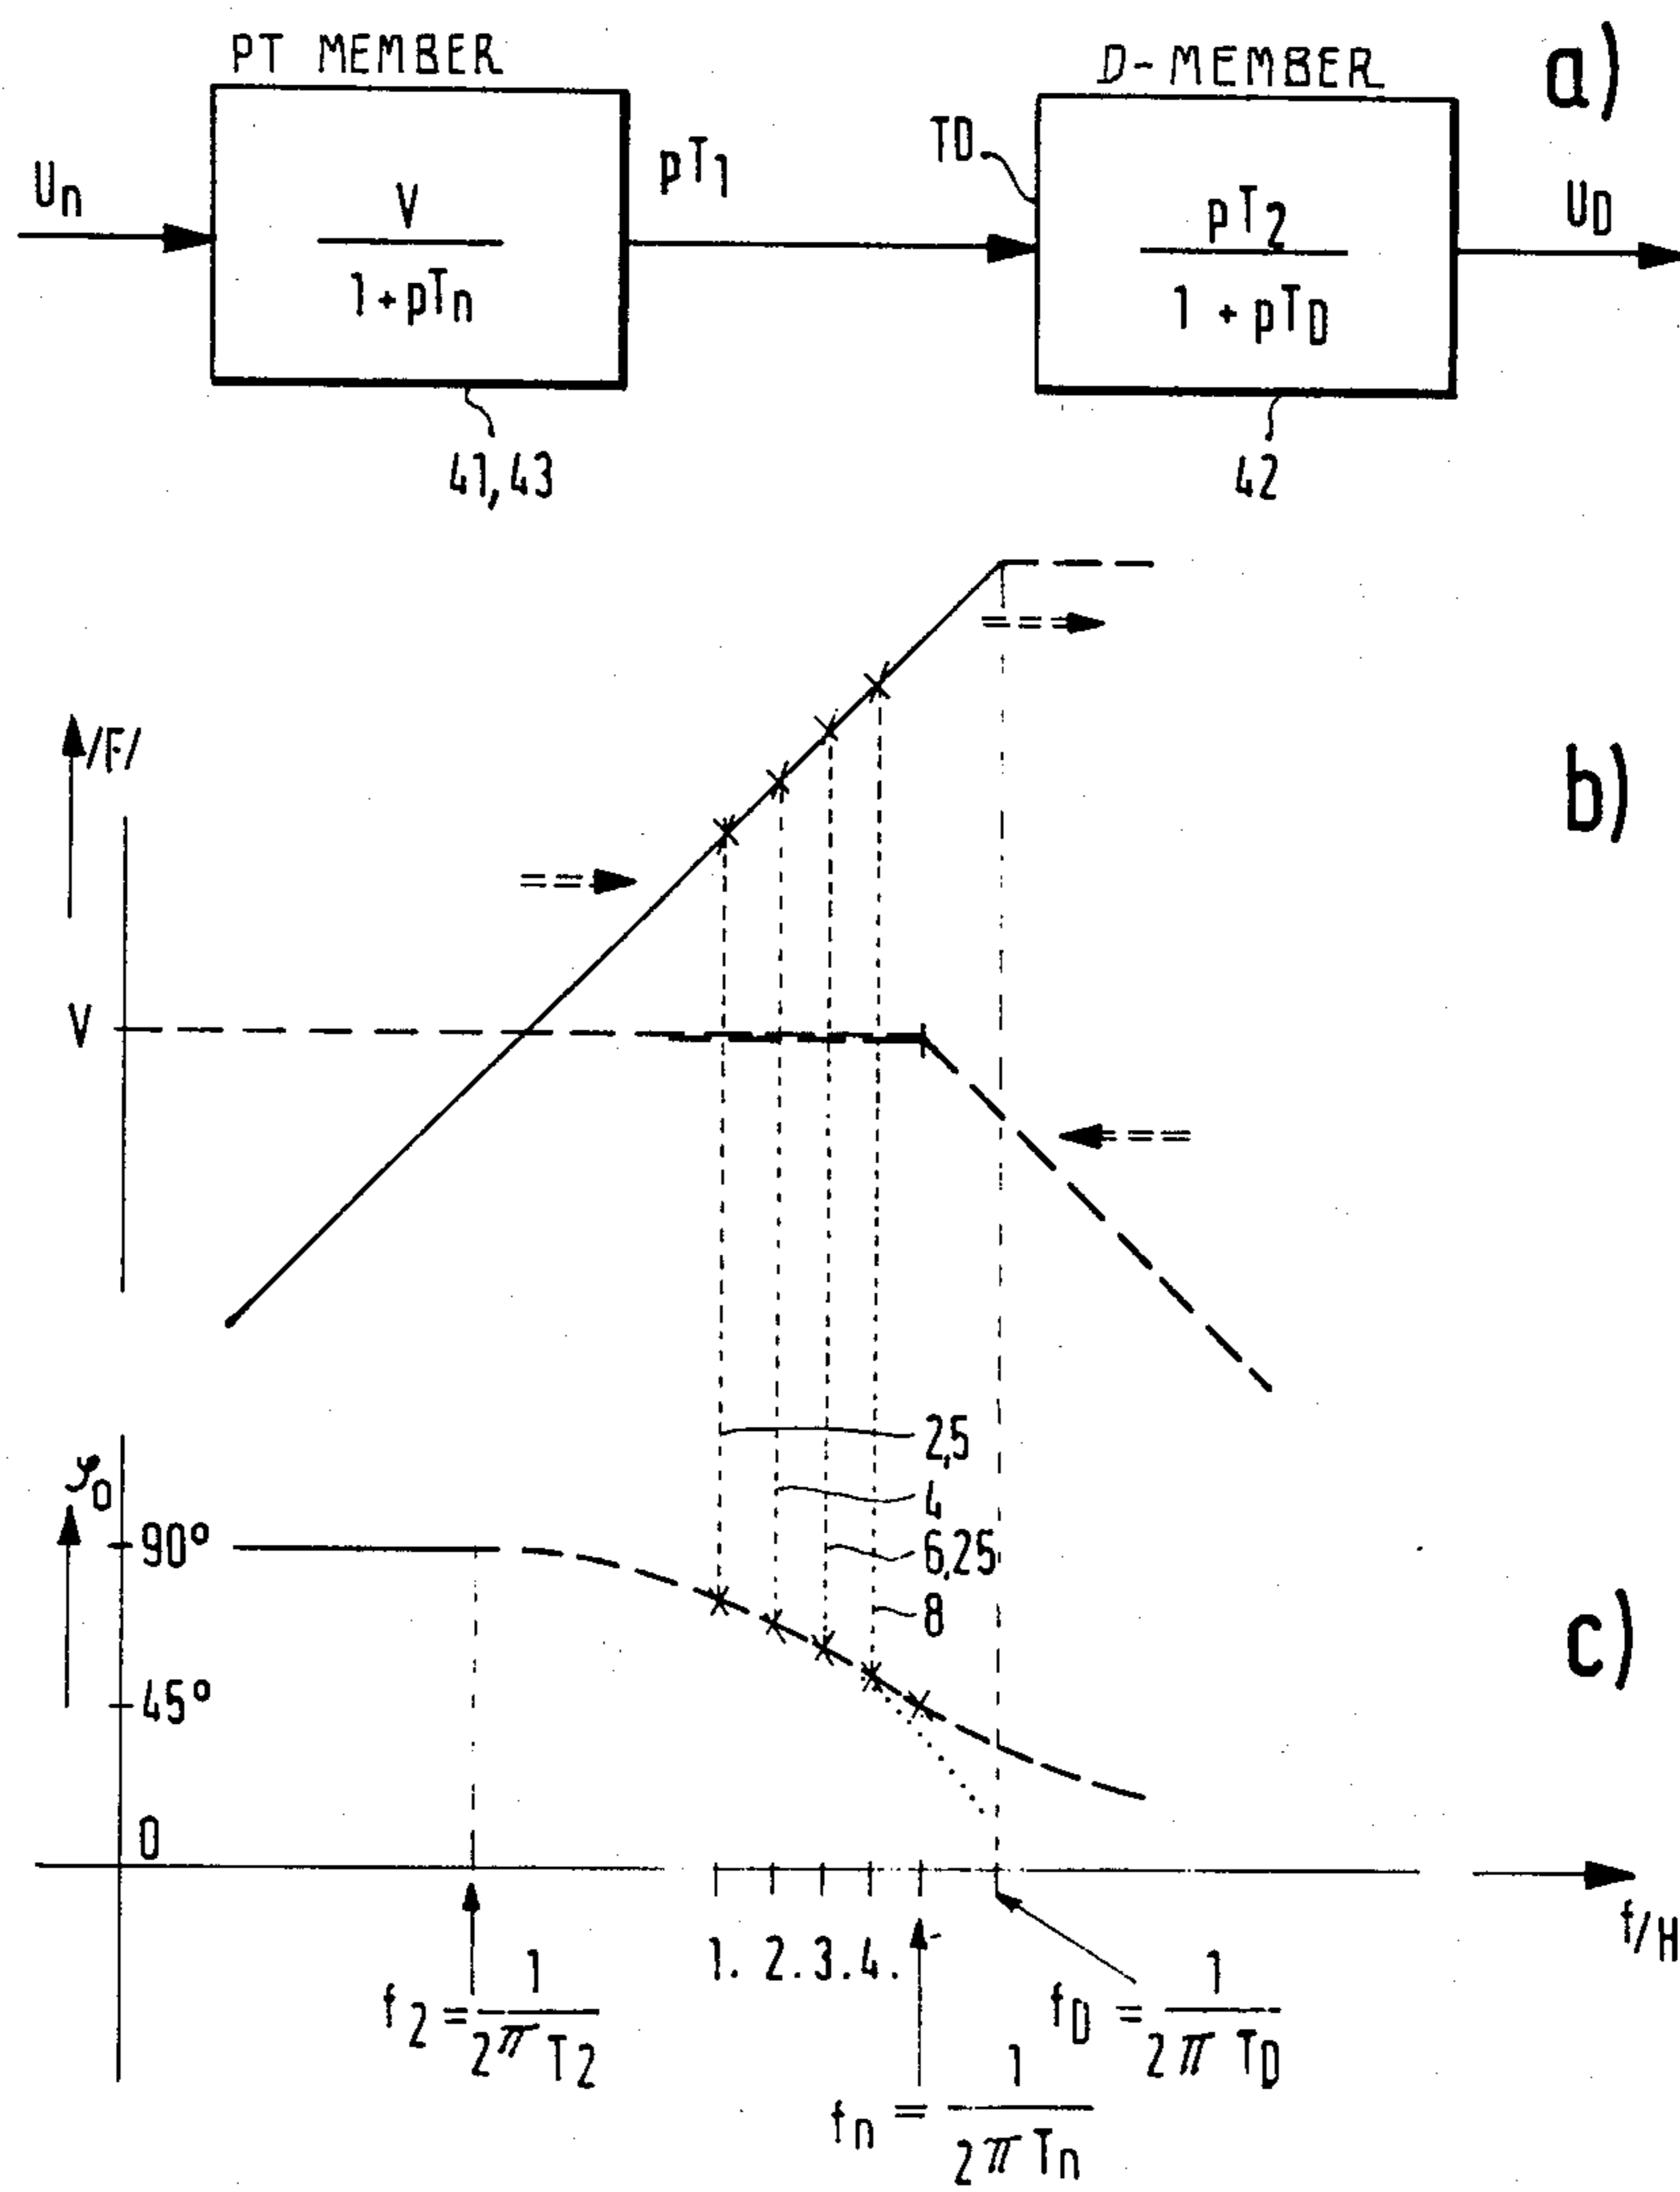 PT MEMBER
D-MEMBER
a)
Un
V
1+pTn
pT1
TD
pT2
1 + pTD
UD
41,43
42
/F/
b)
V
2,5
4
6,25
8
φ0
90°
45°
0
c)
f/H
1. 2. 3. 4.
f2 = 1
2π T2
fn = 1
2π Tn
fD = 1
2π TD